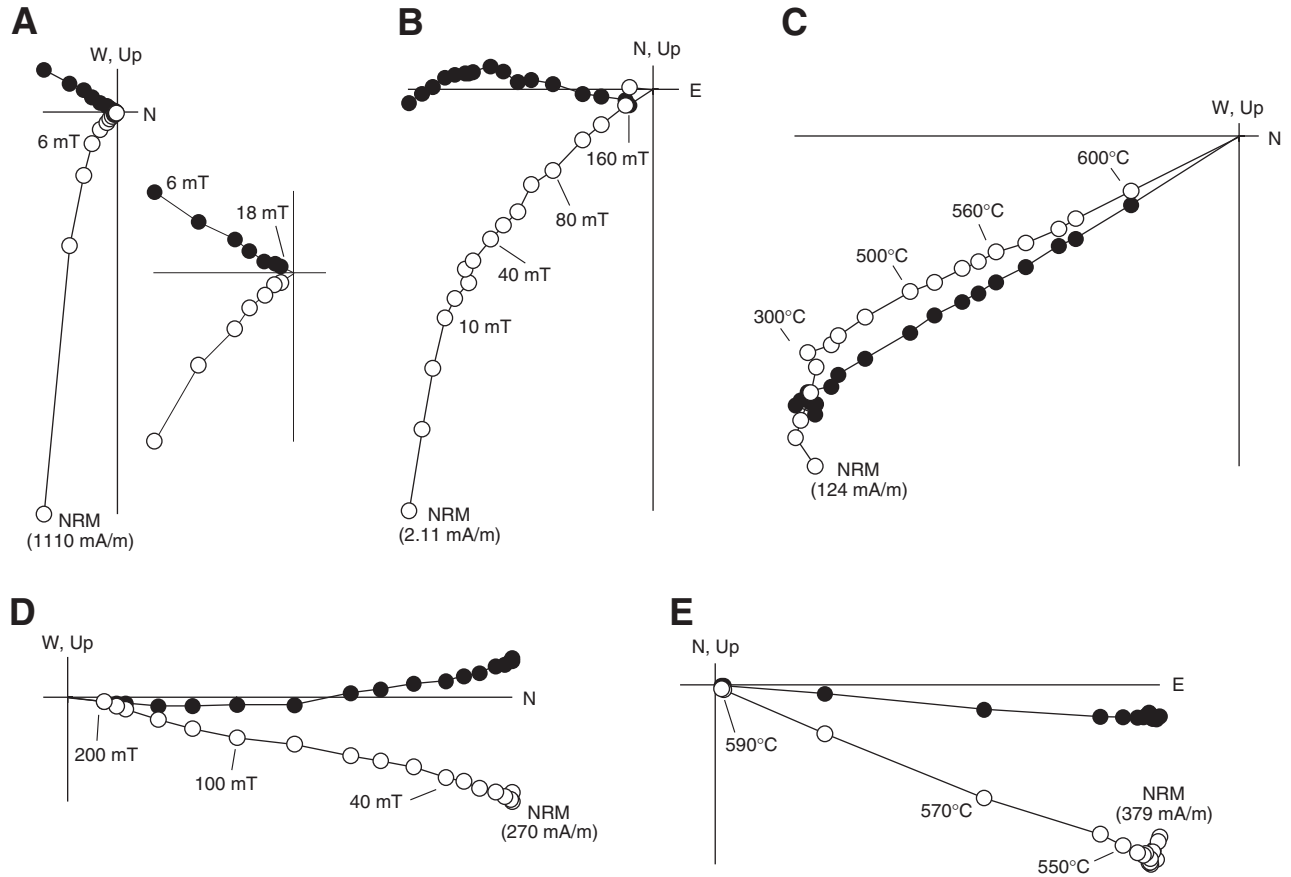 A
W, Up
N
6 mT
NRM
(1110 mA/m)
6 mT
18 mT
B
N, Up
E
160 mT
80 mT
40 mT
10 mT
NRM
(2.11 mA/m)
C
W, Up
N
600°C
560°C
500°C
300°C
NRM
(124 mA/m)
D
W, Up
N
200 mT
100 mT
40 mT
NRM
(270 mA/m)
E
N, Up
E
590°C
570°C
550°C
NRM
(379 mA/m)